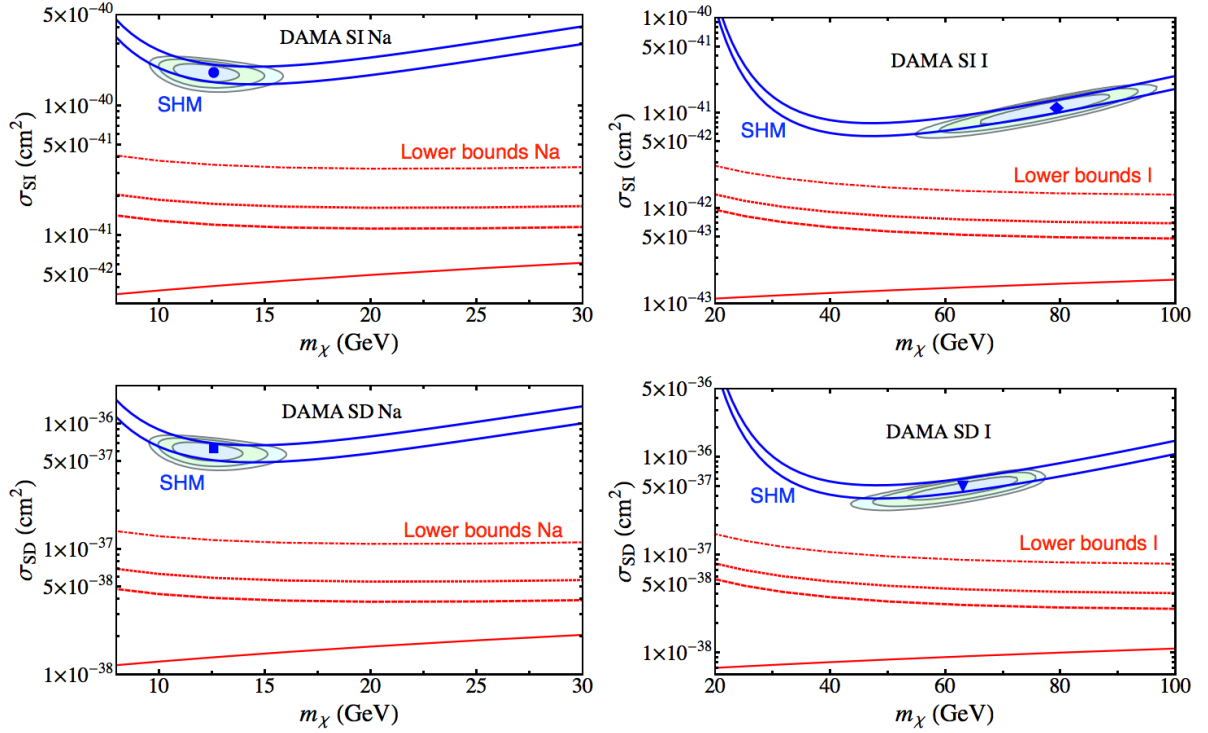 DAMA SI Na
SHM
Lower bounds Na
5×10⁻⁴⁰
1×10⁻⁴⁰
5×10⁻⁴¹
1×10⁻⁴¹
5×10⁻⁴²
σSI (cm²)
10 15 20 25 30
mχ (GeV)
DAMA SI I
SHM
Lower bounds I
1×10⁻⁴⁰
5×10⁻⁴¹
1×10⁻⁴¹
5×10⁻⁴²
1×10⁻⁴²
5×10⁻⁴³
1×10⁻⁴³
σSI (cm²)
20 40 60 80 100
mχ (GeV)
DAMA SD Na
SHM
Lower bounds Na
1×10⁻³⁶
5×10⁻³⁷
1×10⁻³⁷
5×10⁻³⁸
1×10⁻³⁸
σSD (cm²)
10 15 20 25 30
mχ (GeV)
DAMA SD I
SHM
Lower bounds I
5×10⁻³⁶
1×10⁻³⁶
5×10⁻³⁷
1×10⁻³⁷
5×10⁻³⁸
1×10⁻³⁸
σSD (cm²)
20 40 60 80 100
mχ (GeV)